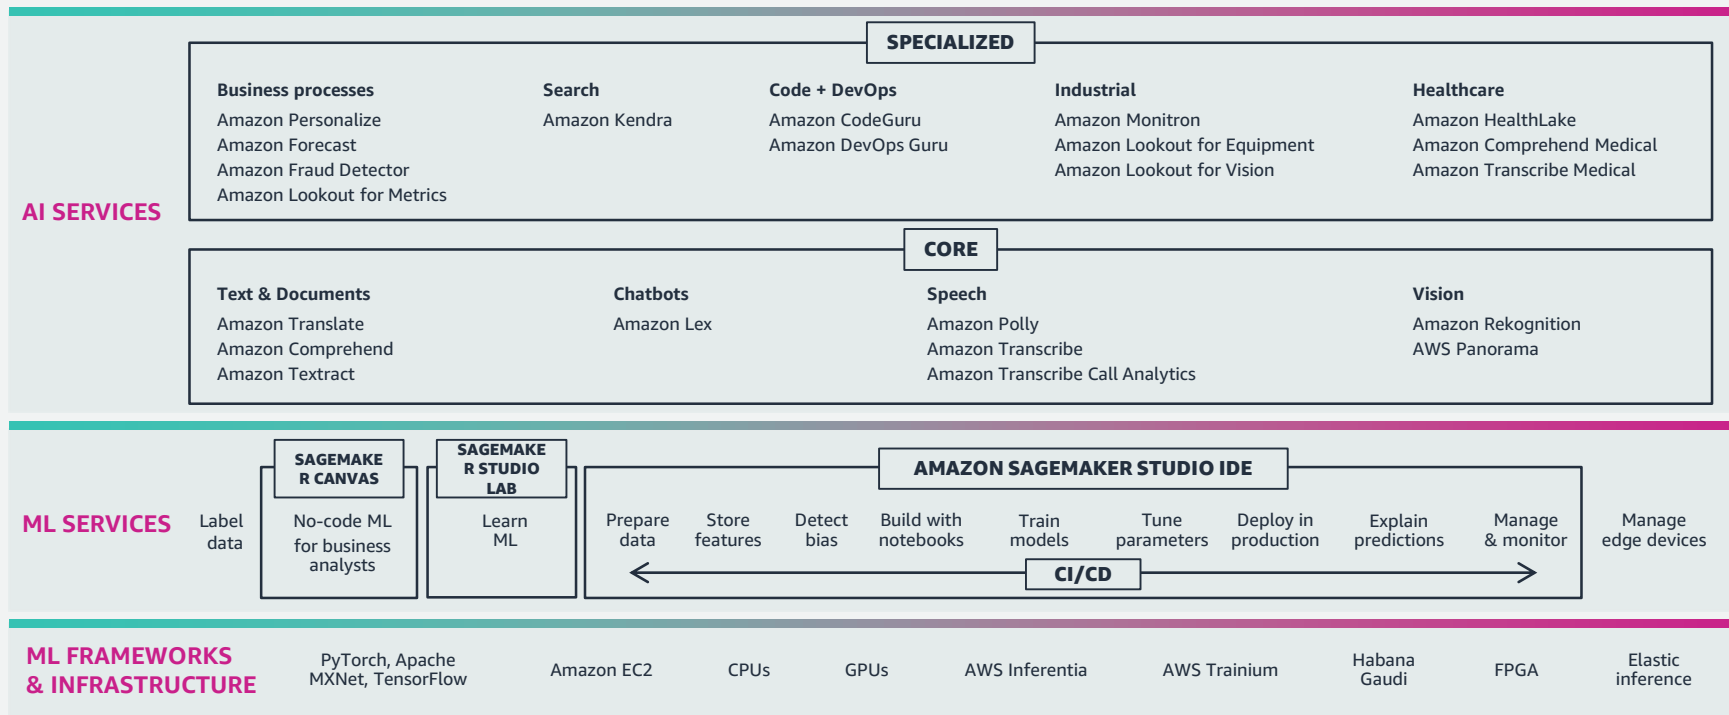 SPECIALIZED
Business processes
Amazon Personalize
Amazon Forecast
Amazon Fraud Detector
Amazon Lookout for Metrics
Search
Amazon Kendra
Code + DevOps
Amazon CodeGuru
Amazon DevOps Guru
Industrial
Amazon Monitron
Amazon Lookout for Equipment
Amazon Lookout for Vision
Healthcare
Amazon HealthLake
Amazon Comprehend Medical
Amazon Transcribe Medical
AI SERVICES
CORE
Text & Documents
Amazon Translate
Amazon Comprehend
Amazon Textract
Chatbots
Amazon Lex
Speech
Amazon Polly
Amazon Transcribe
Amazon Transcribe Call Analytics
Vision
Amazon Rekognition
AWS Panorama
ML SERVICES
Label
data
SAGEMAKE
R CANVAS
No-code ML
for business
analysts
SAGEMAKE
R STUDIO
LAB
Learn
ML
AMAZON SAGEMAKER STUDIO IDE
Prepare
data
Store
features
Detect
bias
Build with
notebooks
Train
models
Tune
parameters
Deploy in
production
Explain
predictions
Manage
& monitor
CI/CD
Manage
edge devices
ML FRAMEWORKS
& INFRASTRUCTURE
PyTorch, Apache
MXNet, TensorFlow
Amazon EC2
CPUs
GPUs
AWS Inferentia
AWS Trainium
Habana
Gaudi
FPGA
Elastic
inference